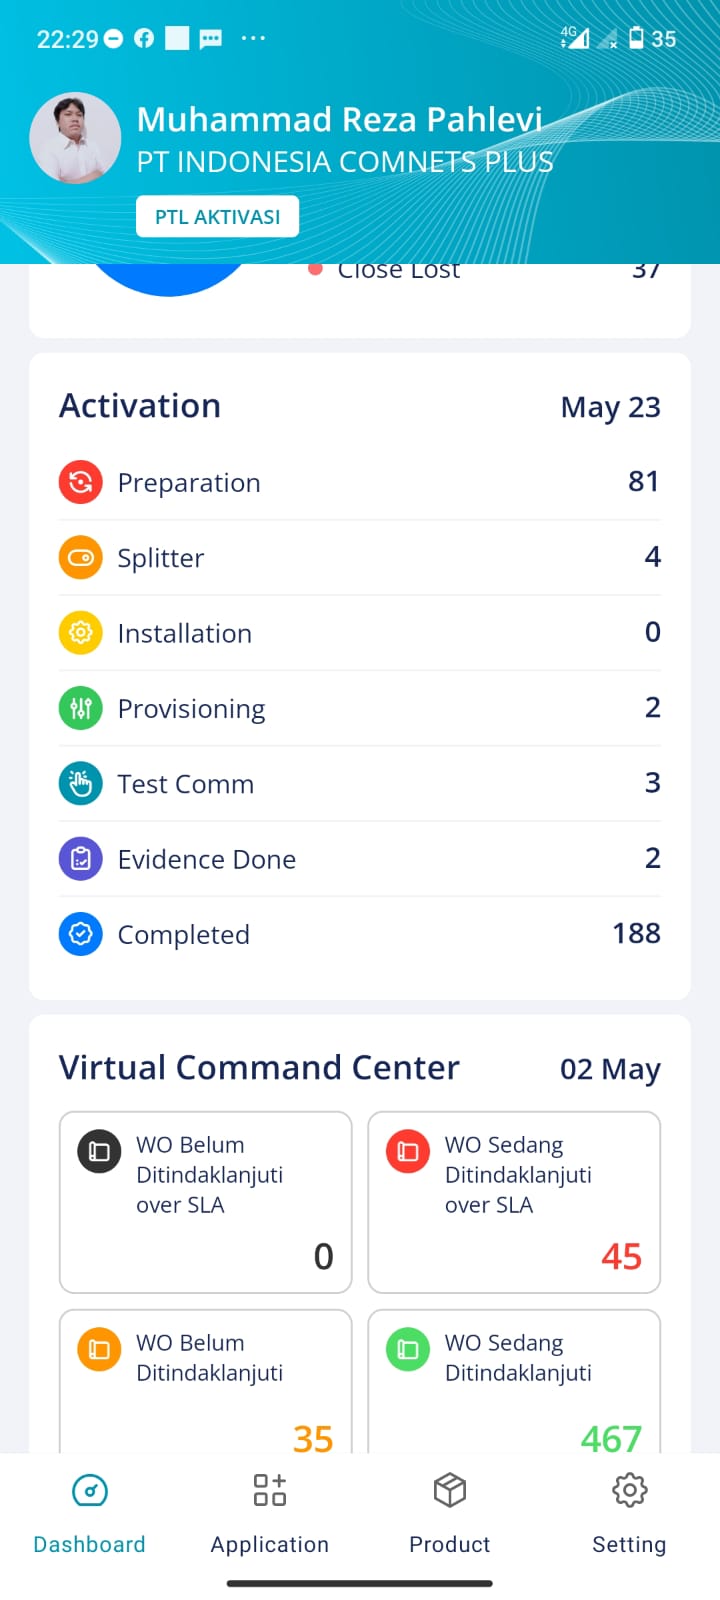 22:29
4G
35
Muhammad Reza Pahlevi
PT INDONESIA COMNETS PLUS
PTL AKTIVASI
Close Lost 37
Activation May 23
Preparation 81
Splitter 4
Installation 0
Provisioning 2
Test Comm 3
Evidence Done 2
Completed 188
Virtual Command Center 02 May
WO Belum
Ditindaklanjuti
over SLA
0
WO Sedang
Ditindaklanjuti
over SLA
45
WO Belum
Ditindaklanjuti
35
WO Sedang
Ditindaklanjuti
467
Dashboard Application Product Setting